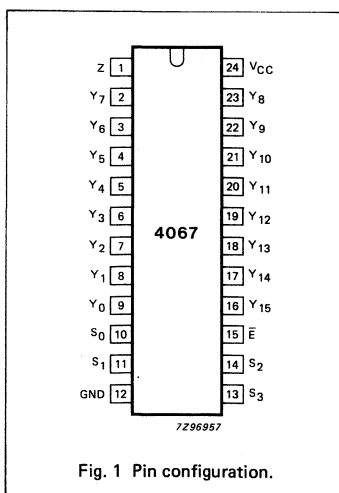 Z 1 24 V_CC
Y₇ 2 23 Y₈
Y₆ 3 22 Y₉
Y₅ 4 21 Y₁₀
Y₄ 5 20 Y₁₁
Y₃ 6 19 Y₁₂
4067
Y₂ 7 18 Y₁₃
Y₁ 8 17 Y₁₄
Y₀ 9 16 Y₁₅
S₀ 10 15 E̅
S₁ 11 14 S₂
GND 12 13 S₃
7Z96957
Fig. 1 Pin configuration.